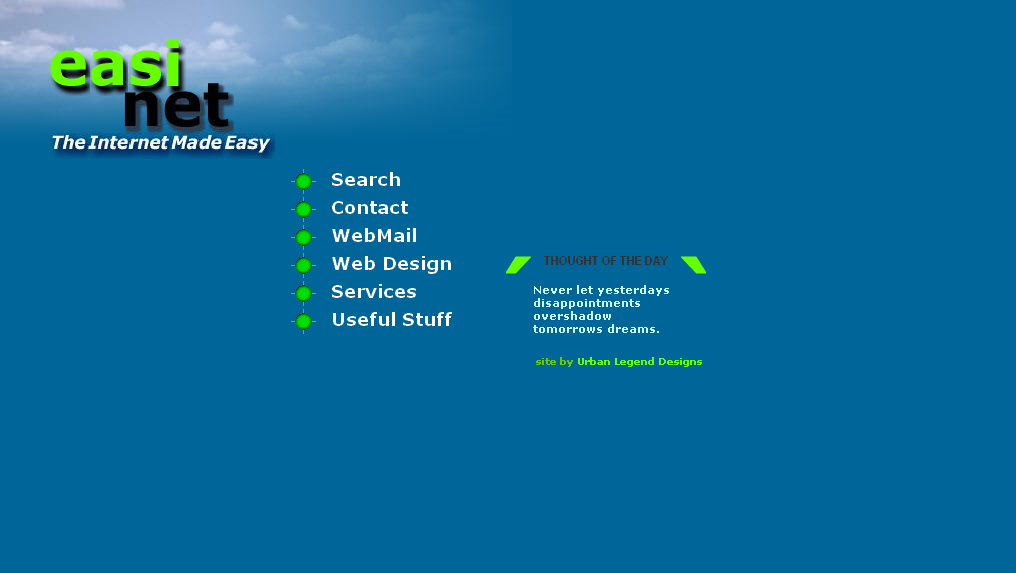 easi
net
The Internet Made Easy
Search
Contact
WebMail
Web Design
Services
Useful Stuff
THOUGHT OF THE DAY
Never let yesterdays
disappointments
overshadow
tomorrows dreams.
site by Urban Legend Designs